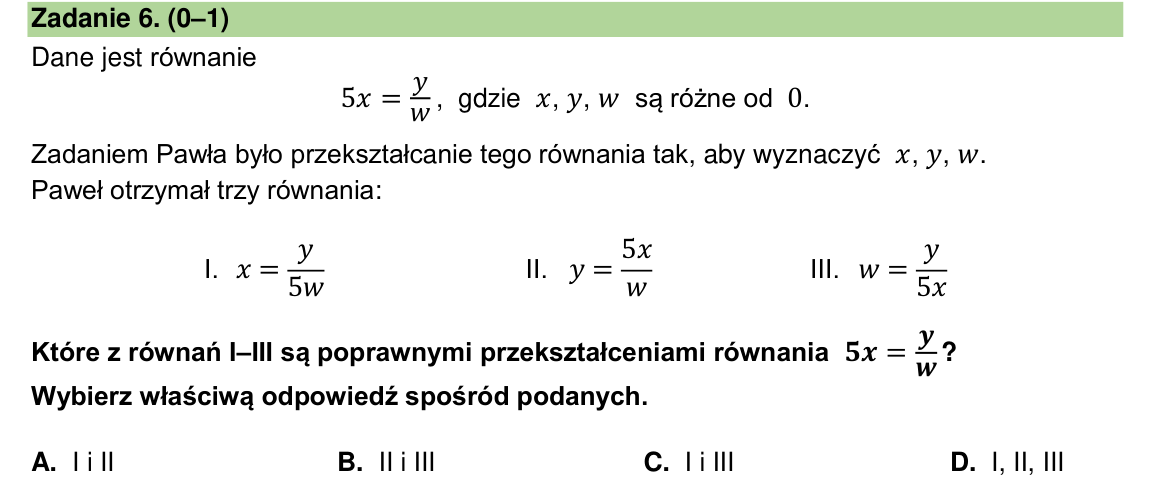 Zadanie 6. (0–1)
Dane jest równanie
5x = y/w, gdzie x, y, w są różne od 0.
Zadaniem Pawła było przekształcanie tego równania tak, aby wyznaczyć x, y, w.
Paweł otrzymał trzy równania:
I. x = y/5w II. y = 5x/w III. w = y/5x
Które z równań I–III są poprawnymi przekształceniami równania 5x = y/w?
Wybierz właściwą odpowiedź spośród podanych.
A. I i II B. II i III C. I i III D. I, II, III